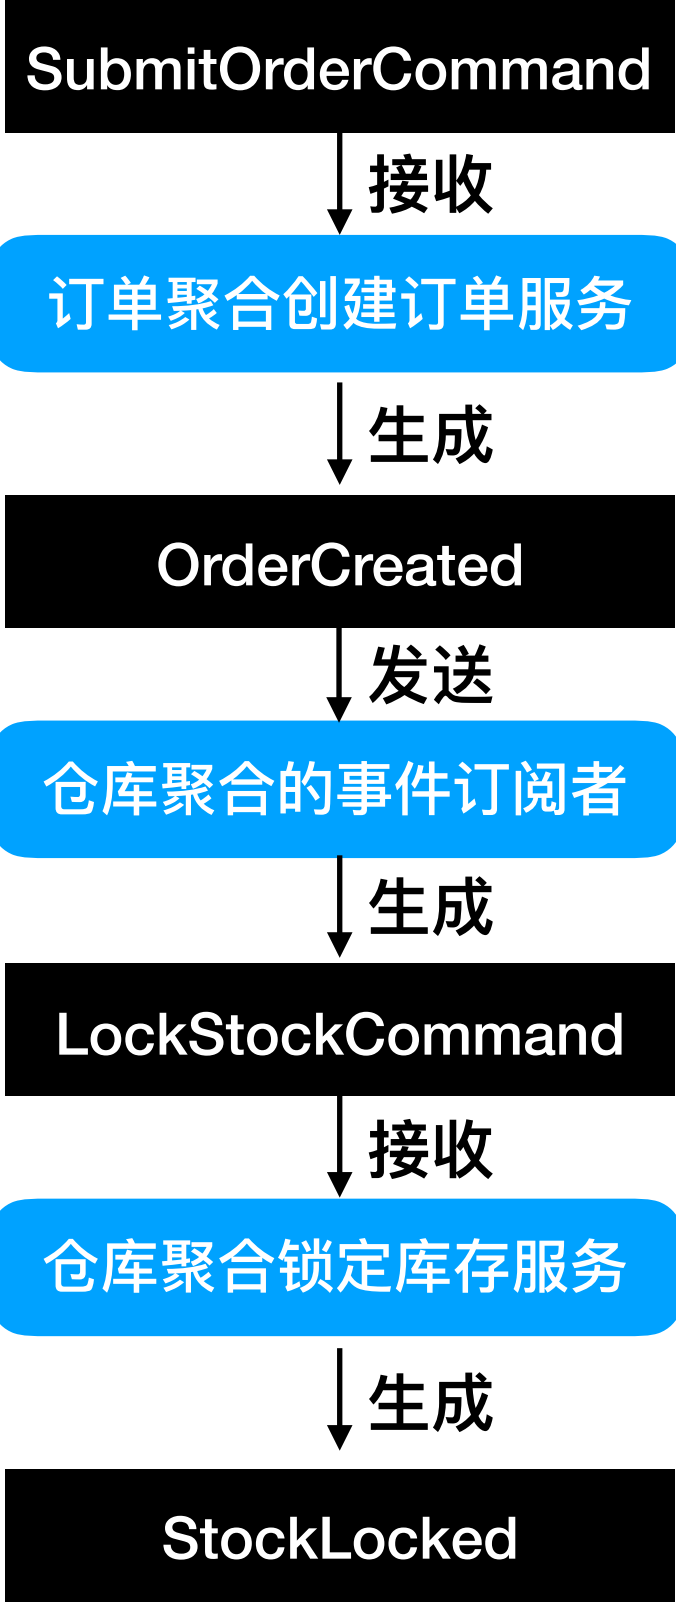 SubmitOrderCommand
接收
订单聚合创建订单服务
生成
OrderCreated
发送
仓库聚合的事件订阅者
生成
LockStockCommand
接收
仓库聚合锁定库存服务
生成
StockLocked